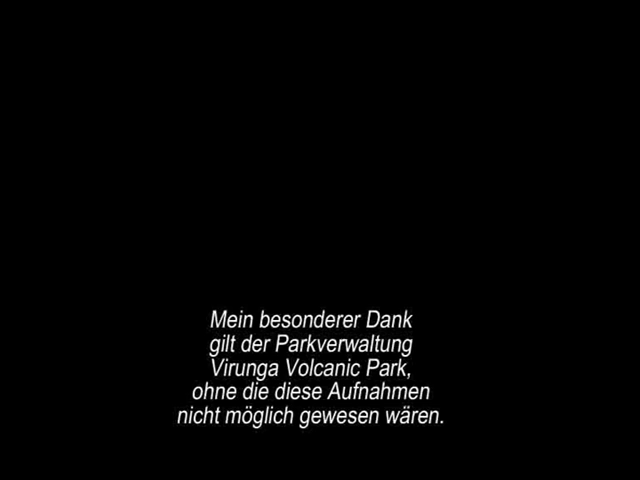 Mein besonderer Dank
gilt der Parkverwaltung
Virunga Volcanic Park,
ohne die diese Aufnahmen
nicht möglich gewesen wären.